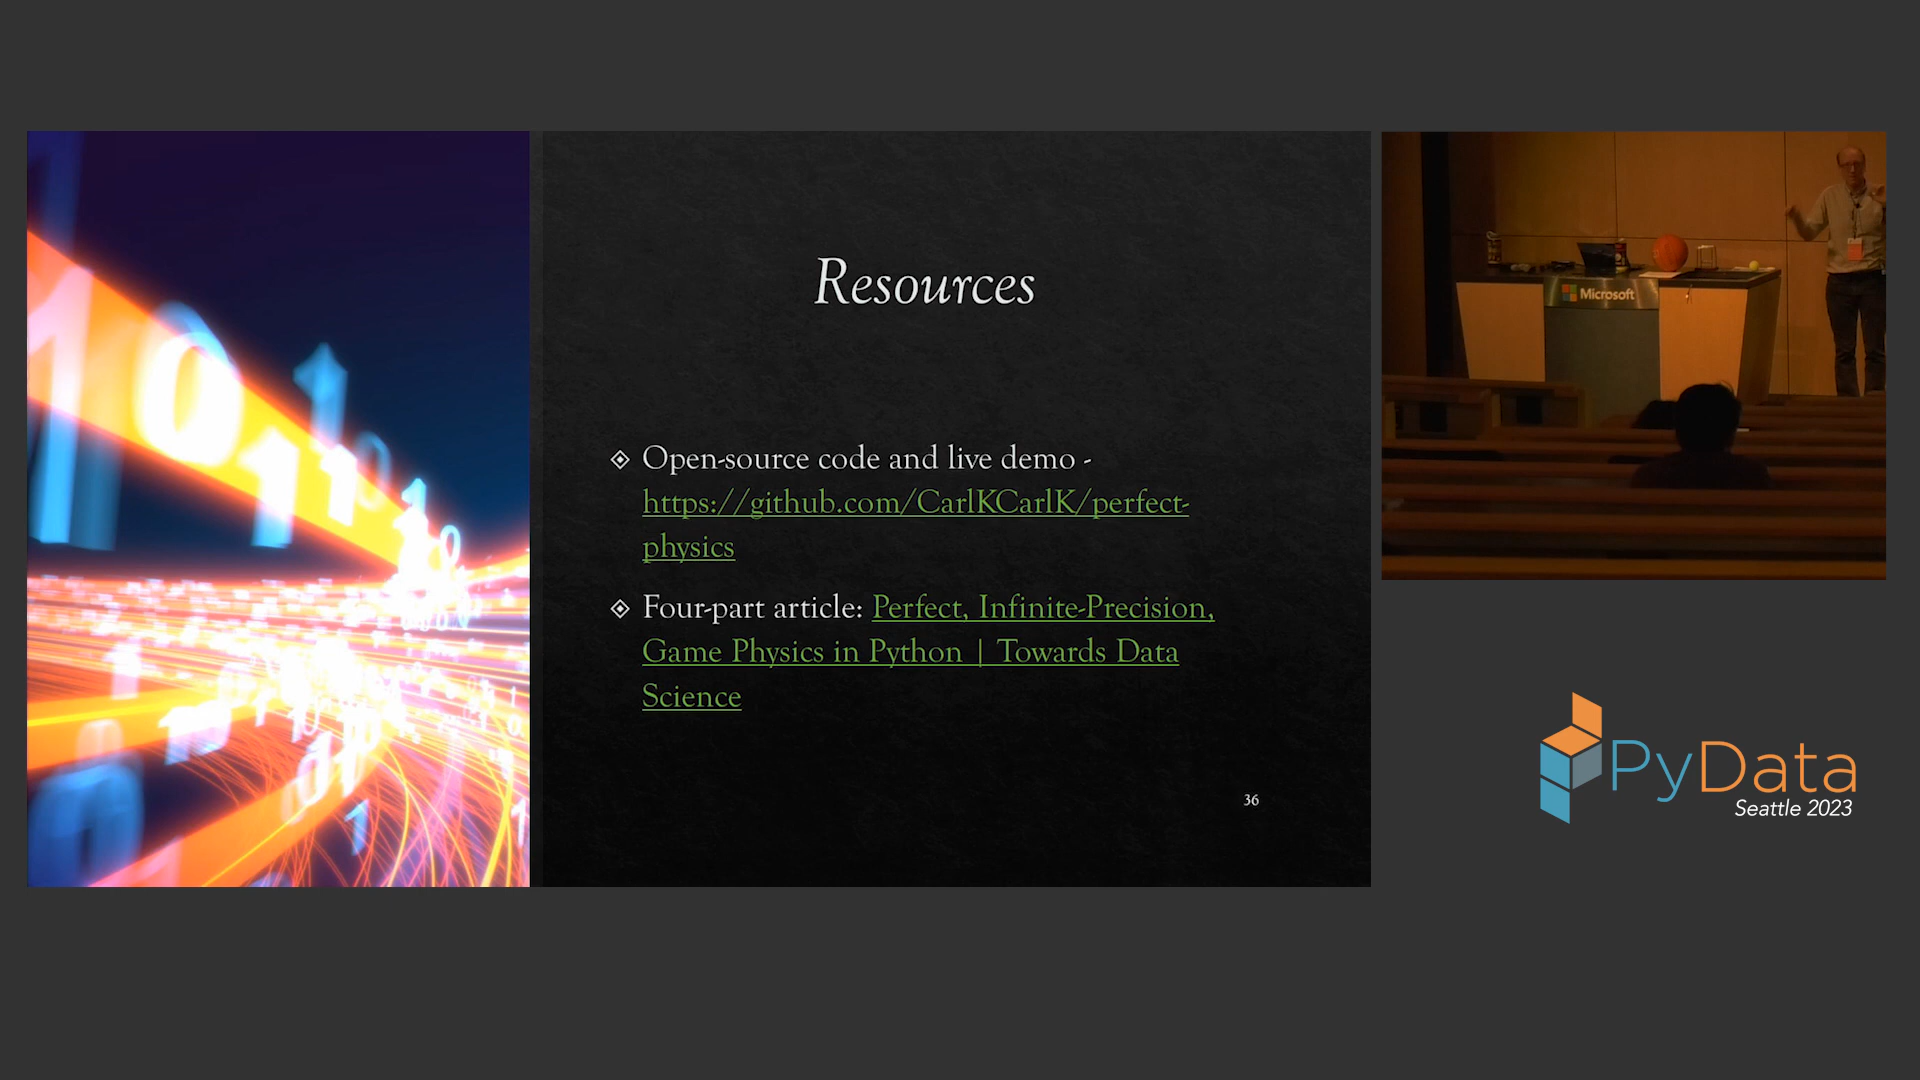 Resources
Open-source code and live demo -
https://github.com/CarlKCarlK/perfect-
physics
Four-part article: Perfect, Infinite-Precision,
Game Physics in Python | Towards Data
Science
36
Microsoft
PyData
Seattle 2023